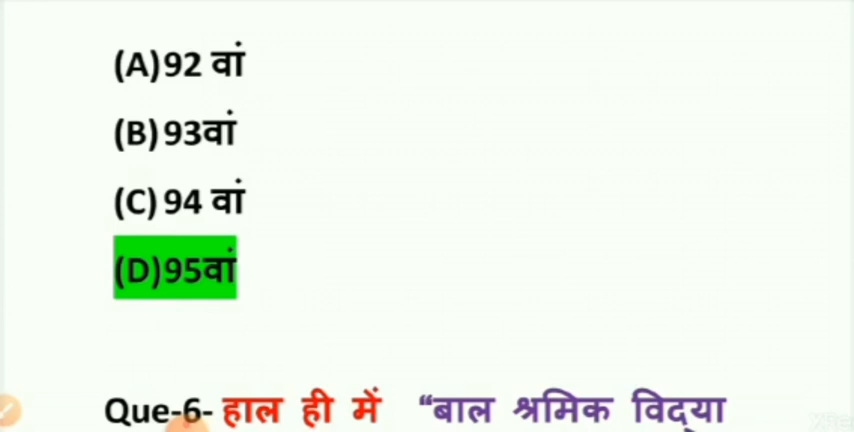 (A)92 वां
(B)93वां
(C)94 वां
(D)95वां
Que-6- हाल ही में “बाल श्रमिक विद्या